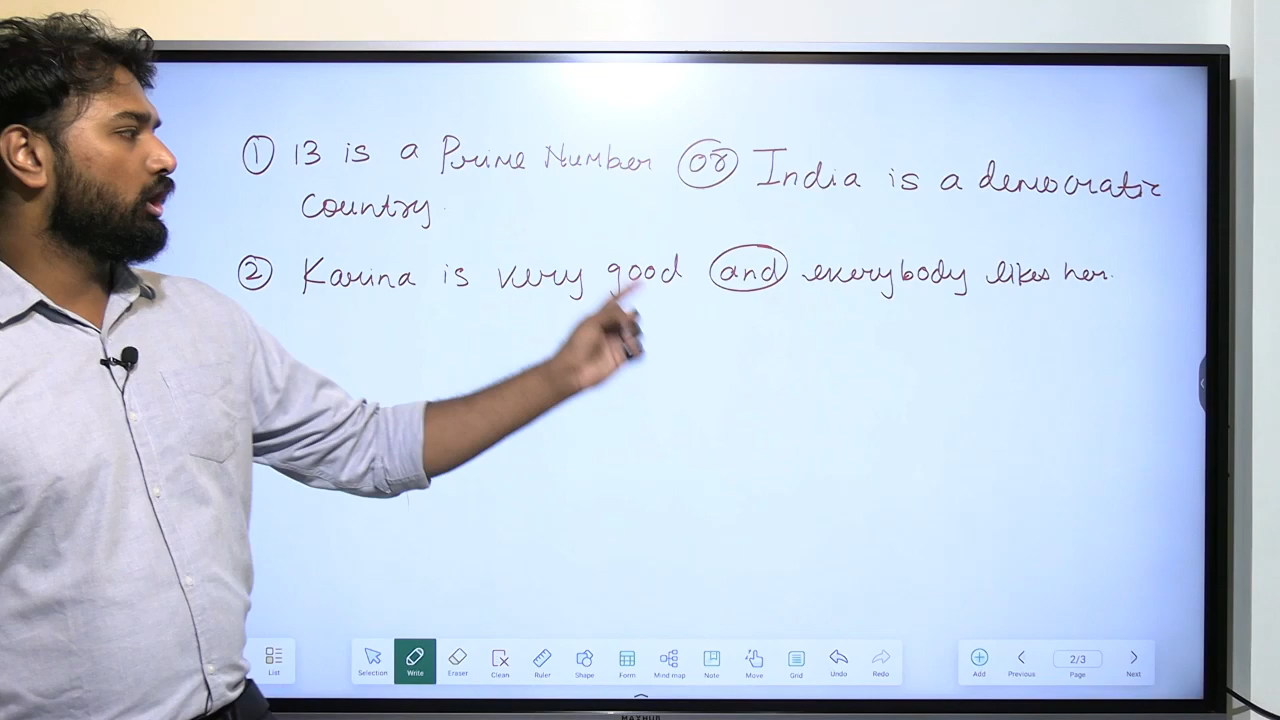 ① 13 is a Prime Number or India is a democratic
country.
② Karina is very good and everybody likes her.
List
Selection Write Eraser Clean Ruler Shape Form Mind map Note Move Grid Undo Redo
Add Previous 2/3 Page Next
MAXHUB